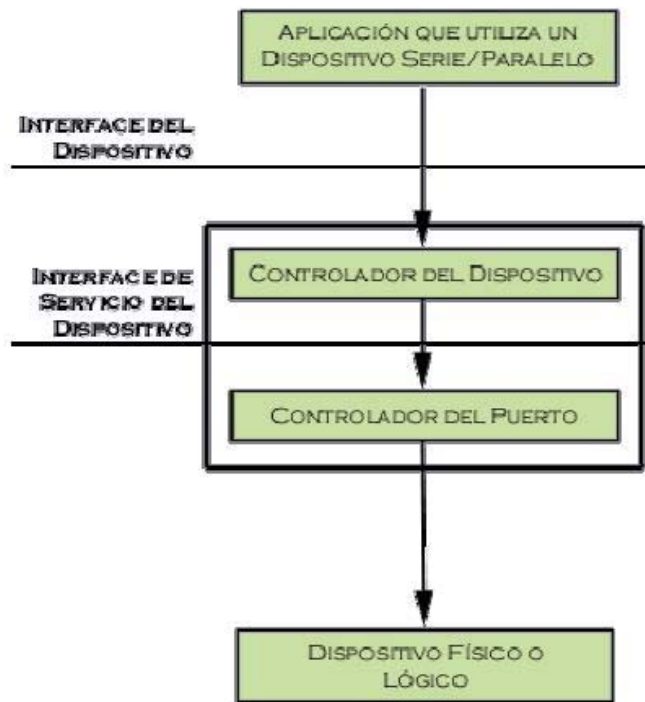 APLICACIÓN QUE UTILIZA UN
DISPOSITIVO SERIE/PARALELO
INTERFACE DEL
DISPOSITIVO
CONTROLADOR DEL DISPOSITIVO
INTERFACE DE
SERVICIO DEL
DISPOSITIVO
CONTROLADOR DEL PUERTO
DISPOSITIVO FÍSICO O
LÓGICO